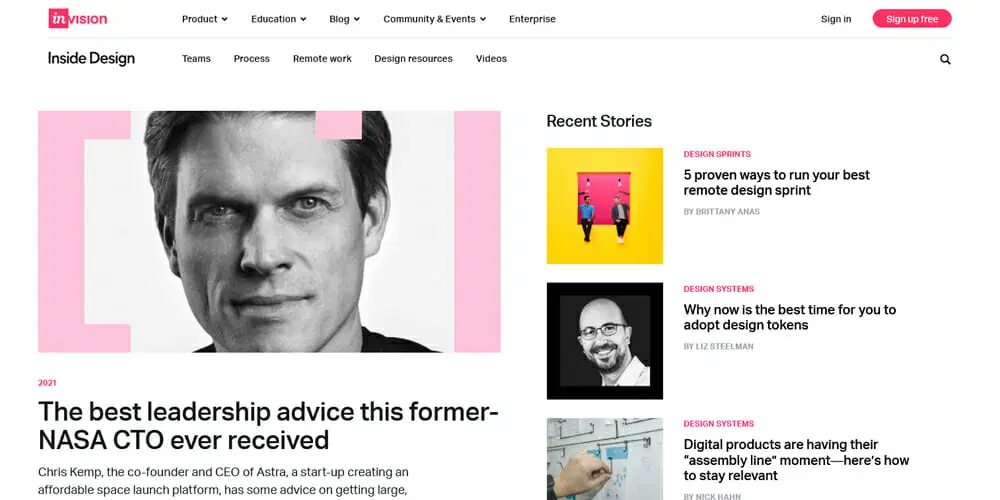 in VISION
Product
Education
Blog
Community & Events
Enterprise
Sign in
Sign up free
Inside Design
Teams
Process
Remote work
Design resources
Videos
2021
The best leadership advice this former-
NASA CTO ever received
Chris Kemp, the co-founder and CEO of Astra, a start-up creating an
affordable space launch platform, has some advice on getting large,
Recent Stories
DESIGN SPRINTS
5 proven ways to run your best
remote design sprint
BY BRITTANY ANAS
DESIGN SYSTEMS
Why now is the best time for you to
adopt design tokens
BY LIZ STEELMAN
DESIGN SYSTEMS
Digital products are having their
“assembly line” moment—here’s how
to stay relevant
BY NICK HAHN